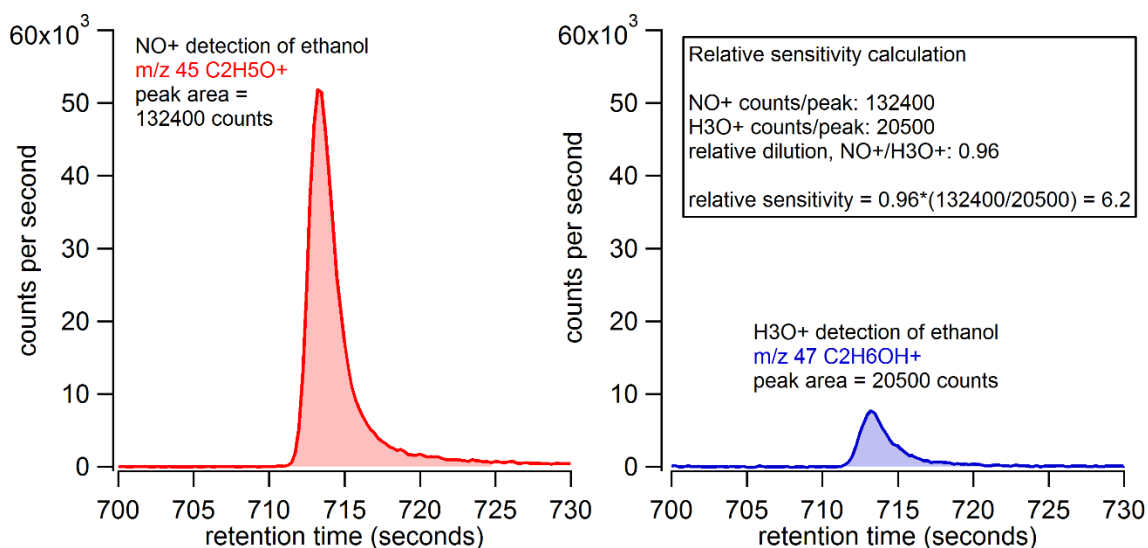 60x10³
50
40
30
20
10
0
counts per second
NO+ detection of ethanol
m/z 45 C2H5O+
peak area =
132400 counts
700 705 710 715 720 725 730
retention time (seconds)
60x10³
50
40
30
20
10
0
counts per second
Relative sensitivity calculation
NO+ counts/peak: 132400
H3O+ counts/peak: 20500
relative dilution, NO+/H3O+: 0.96
relative sensitivity = 0.96*(132400/20500) = 6.2
H3O+ detection of ethanol
m/z 47 C2H6OH+
peak area = 20500 counts
700 705 710 715 720 725 730
retention time (seconds)